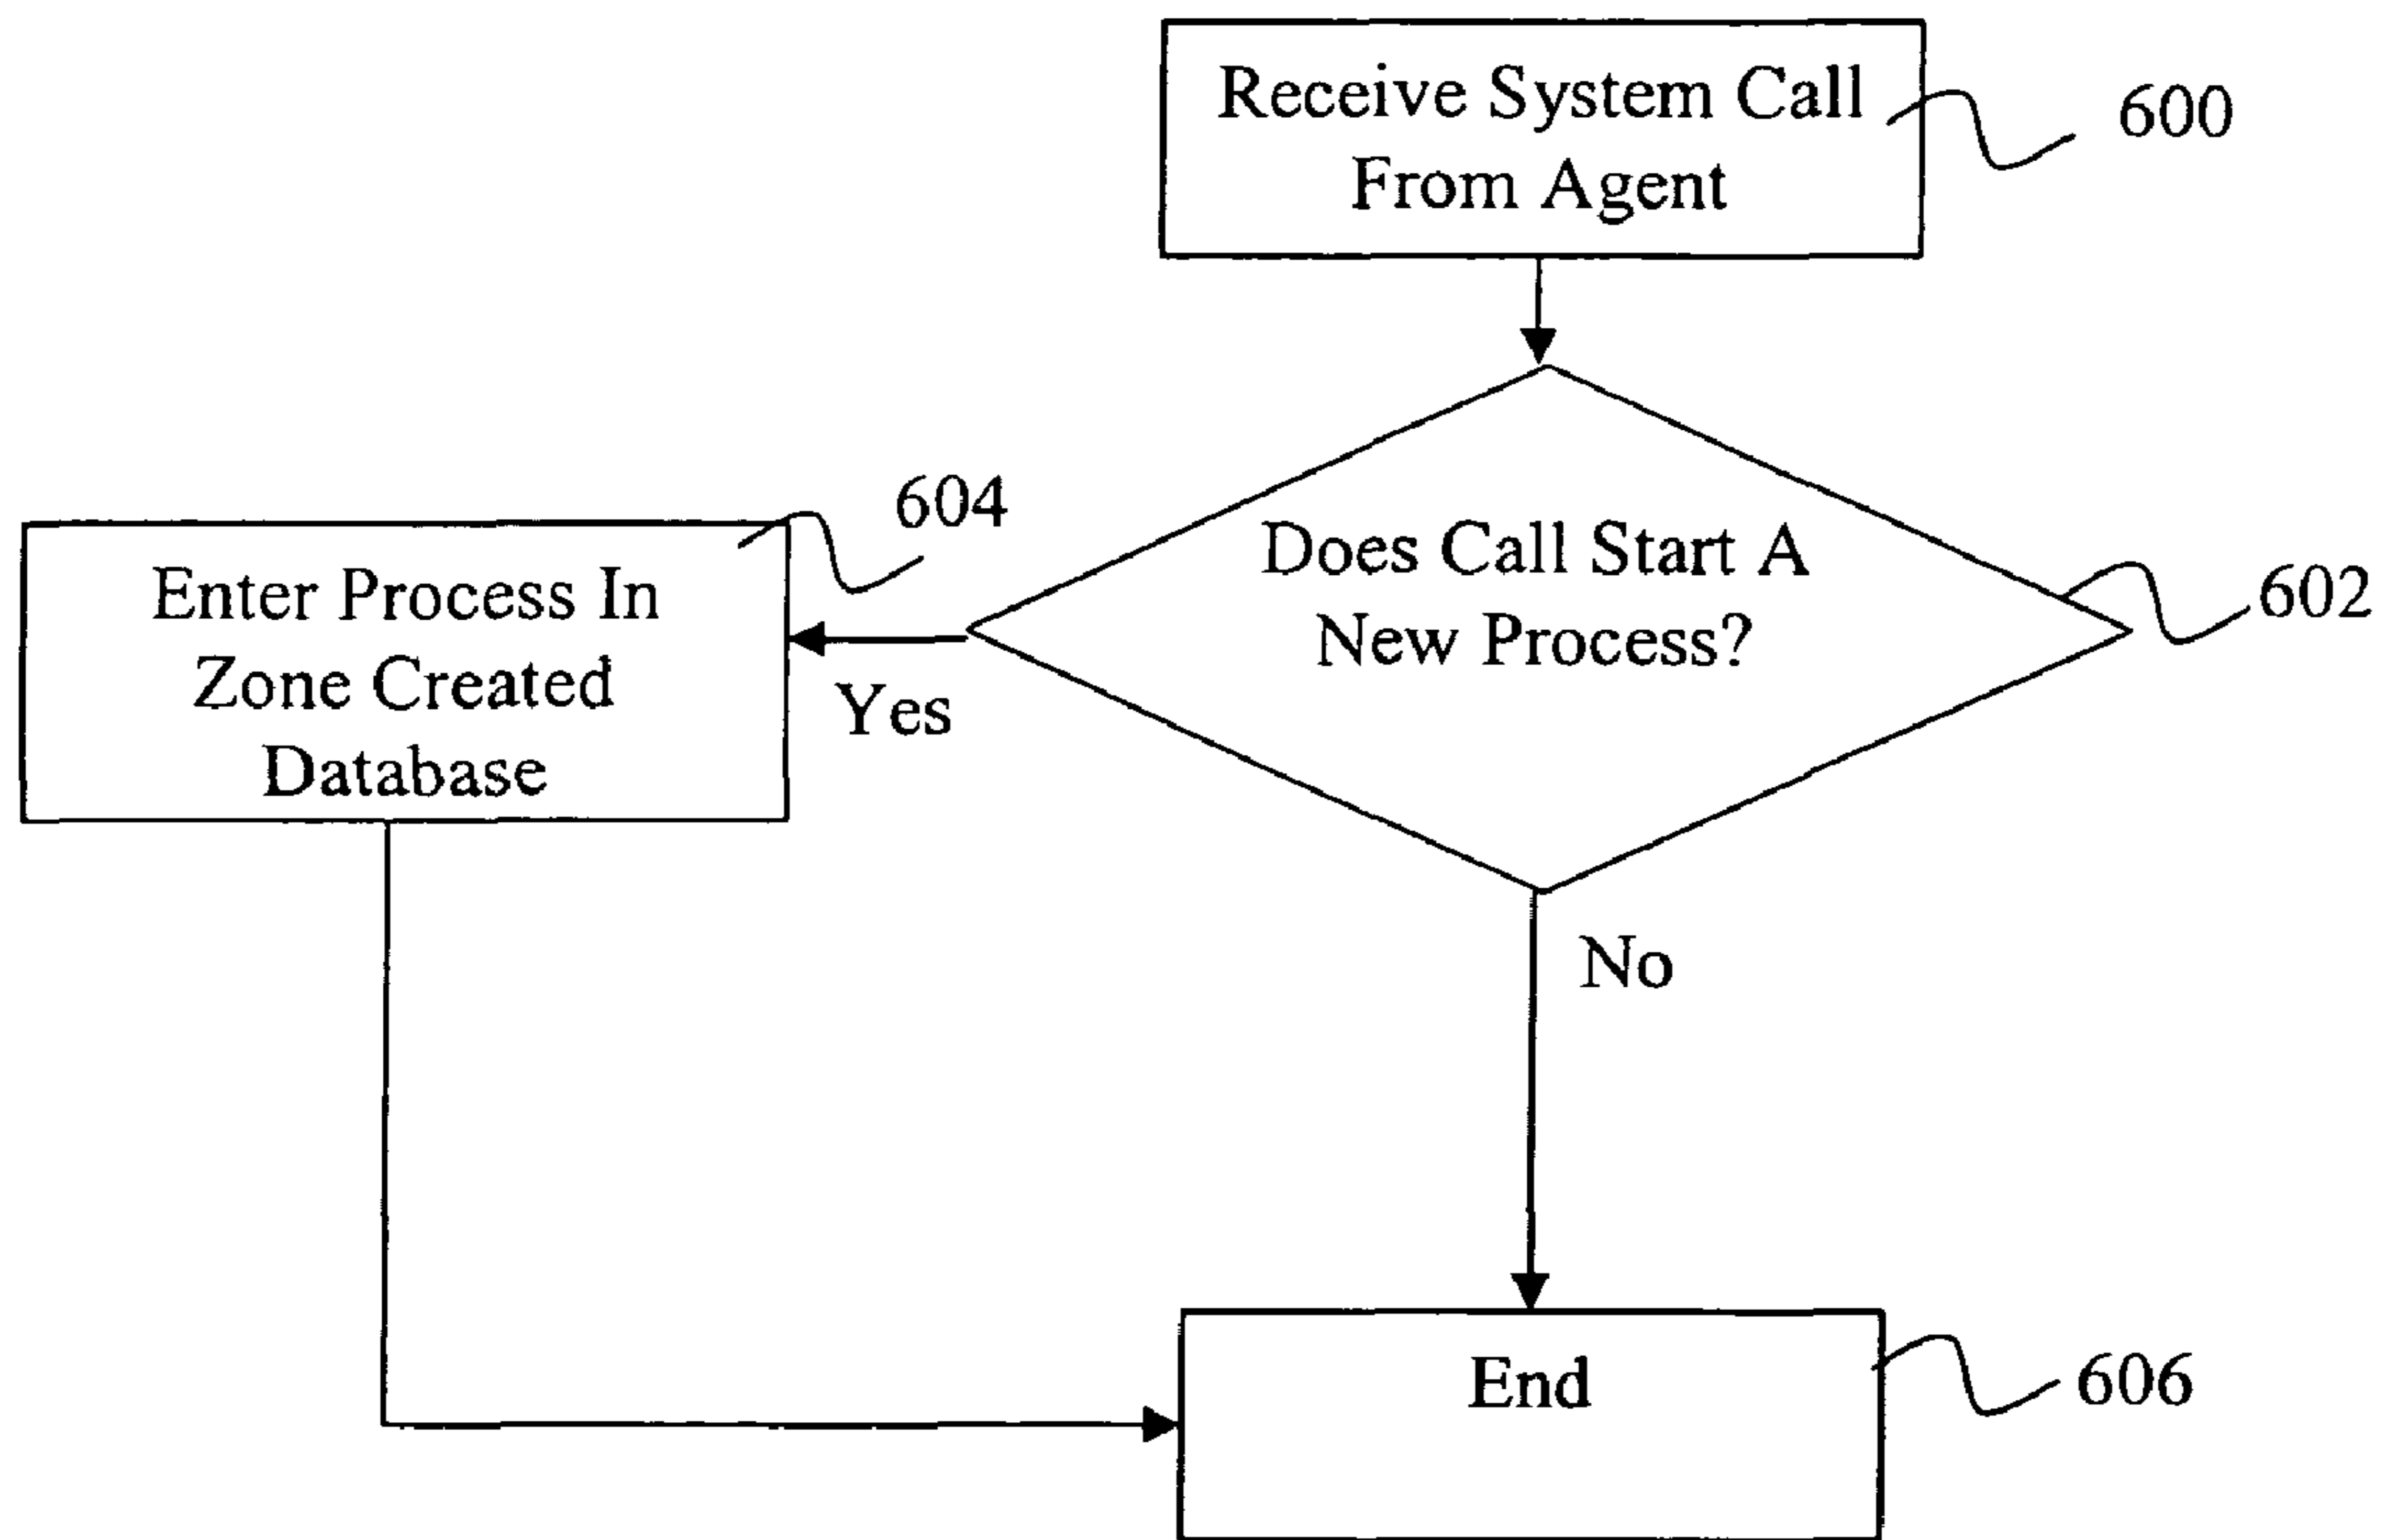 Receive System Call
From Agent
600
Does Call Start A
New Process?
602
604
Enter Process In
Zone Created
Database
Yes
No
End
606